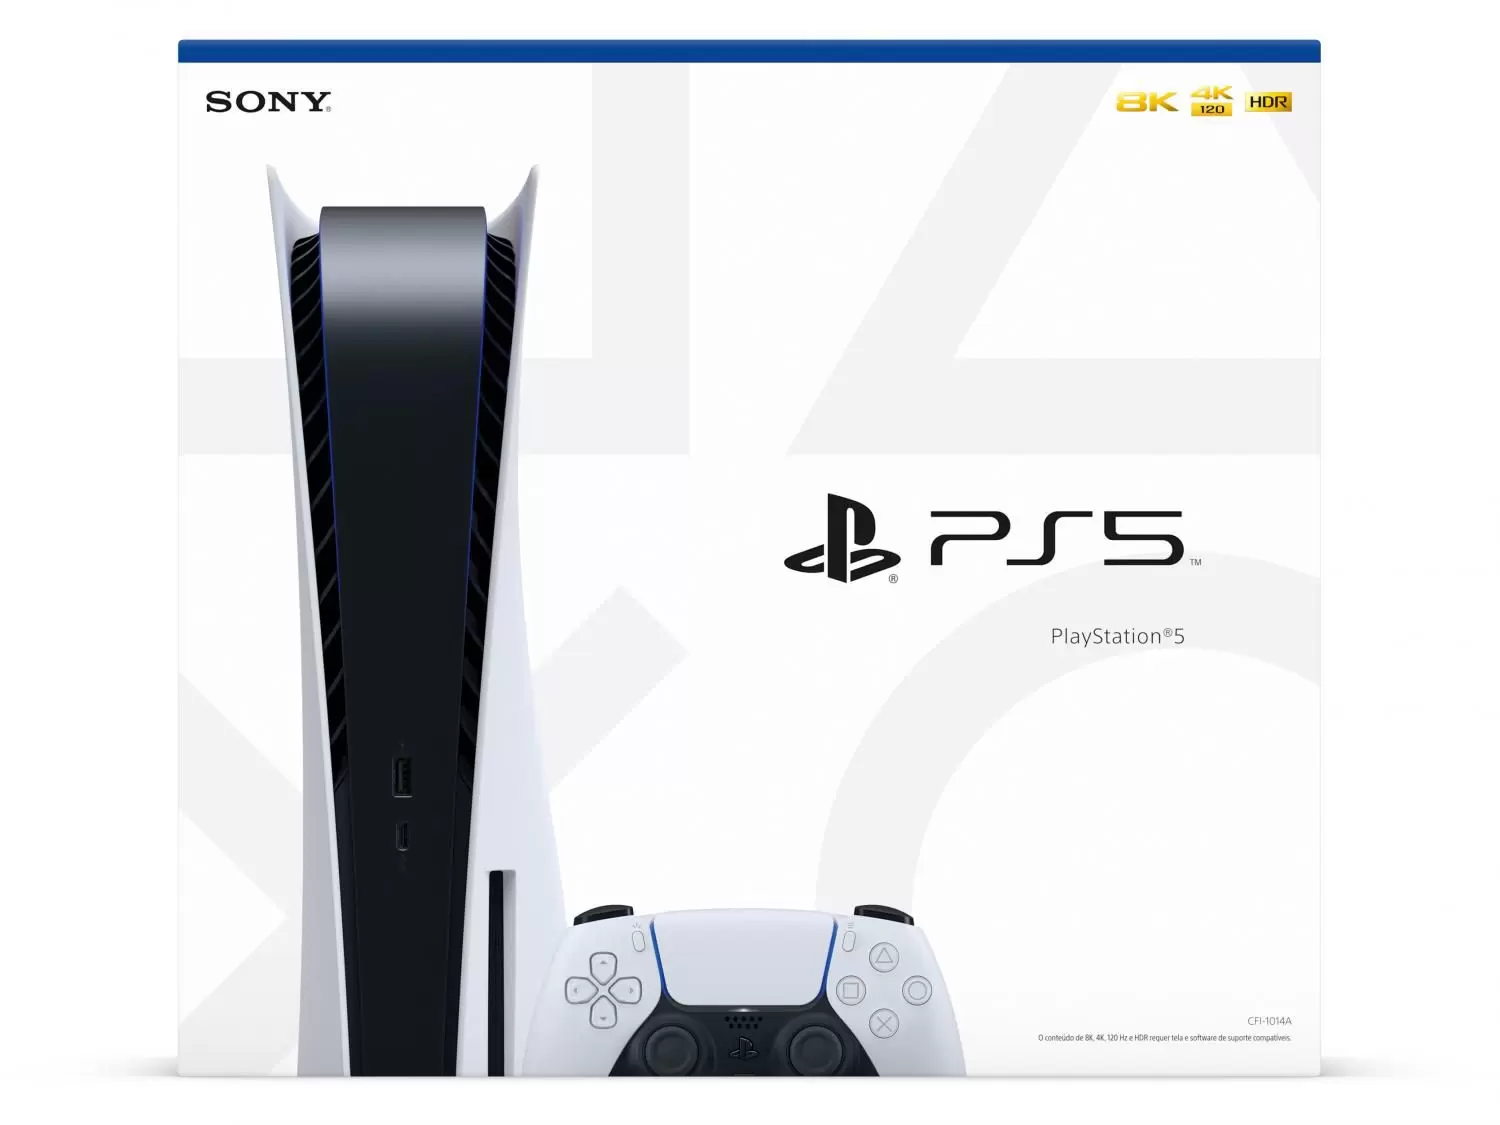 SONY®
8K 4K 120 HDR
PS5™
PlayStation®5
CFI-1014A
O conteúdo de 8K, 4K, 120 Hz e HDR requer tela e software de suporte compatíveis.